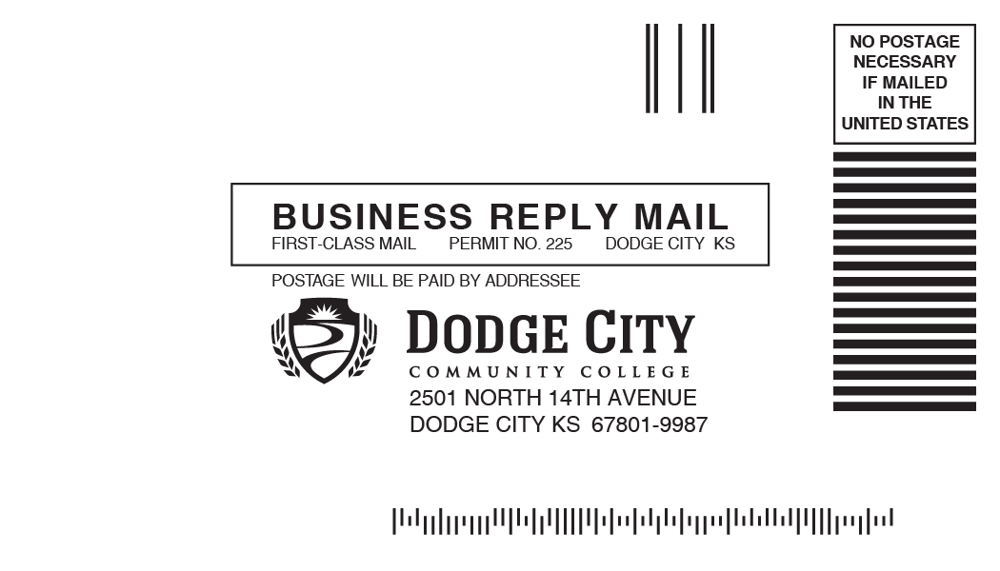 NO POSTAGE
NECESSARY
IF MAILED
IN THE
UNITED STATES
BUSINESS REPLY MAIL
FIRST-CLASS MAIL PERMIT NO. 225 DODGE CITY KS
POSTAGE WILL BE PAID BY ADDRESSEE
DODGE CITY
COMMUNITY COLLEGE
2501 NORTH 14TH AVENUE
DODGE CITY KS 67801-9987